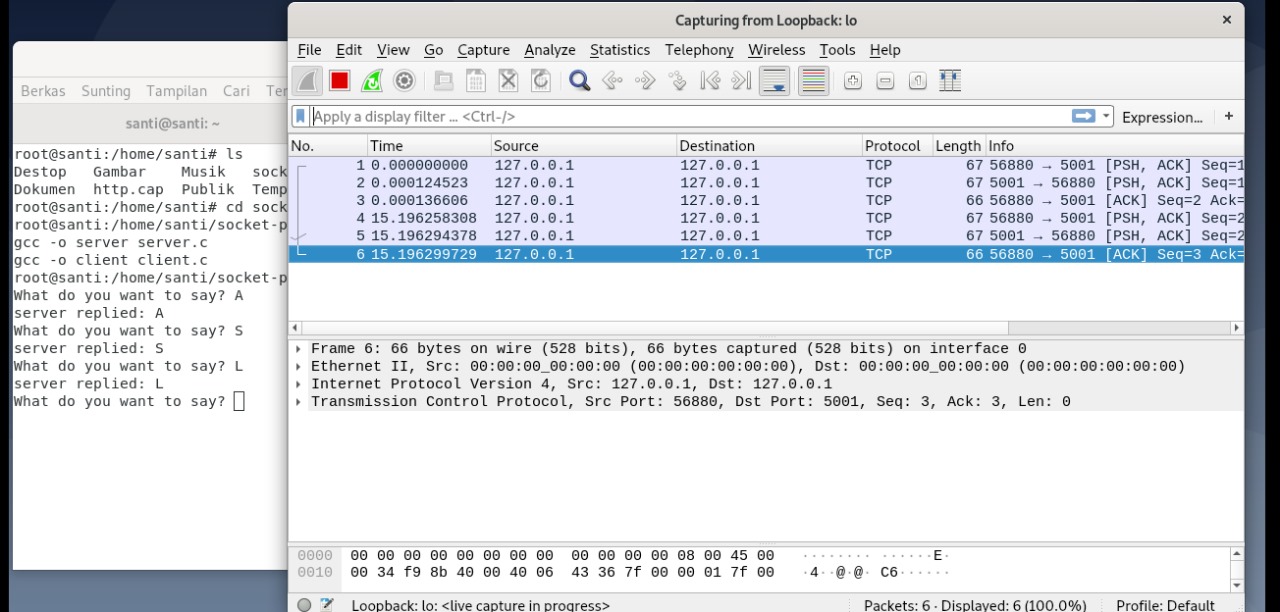 Berkas Sunting Tampilan Cari
santi@santi: ~
root@santi:/home/santi# ls
Destop Gambar Musik sock
Dokumen http.cap Publik Temp
root@santi:/home/santi# cd sock
root@santi:/home/santi/socket-p
gcc -o server server.c
gcc -o client client.c
root@santi:/home/santi/socket-p
What do you want to say? A
server replied: A
What do you want to say? S
server replied: S
What do you want to say? L
server replied: L
What do you want to say?
Capturing from Loopback: lo
File Edit View Go Capture Analyze Statistics Telephony Wireless Tools Help
Apply a display filter … <Ctrl-/> Expression… +
No. Time Source Destination Protocol Length Info
1 0.000000000 127.0.0.1 127.0.0.1 TCP 67 56880 → 5001 [PSH, ACK] Seq=1
2 0.000124523 127.0.0.1 127.0.0.1 TCP 67 5001 → 56880 [PSH, ACK] Seq=1
3 0.000136606 127.0.0.1 127.0.0.1 TCP 66 56880 → 5001 [ACK] Seq=2 Ack=
4 15.196258308 127.0.0.1 127.0.0.1 TCP 67 56880 → 5001 [PSH, ACK] Seq=2
5 15.196294378 127.0.0.1 127.0.0.1 TCP 67 5001 → 56880 [PSH, ACK] Seq=2
6 15.196299729 127.0.0.1 127.0.0.1 TCP 66 56880 → 5001 [ACK] Seq=3 Ack=
Frame 6: 66 bytes on wire (528 bits), 66 bytes captured (528 bits) on interface 0
Ethernet II, Src: 00:00:00_00:00:00 (00:00:00:00:00:00), Dst: 00:00:00_00:00:00 (00:00:00:00:00:00)
Internet Protocol Version 4, Src: 127.0.0.1, Dst: 127.0.0.1
Transmission Control Protocol, Src Port: 56880, Dst Port: 5001, Seq: 3, Ack: 3, Len: 0
0000 00 00 00 00 00 00 00 00 00 00 00 00 08 00 45 00 ········ ······E·
0010 00 34 f9 8b 40 00 40 06 43 36 7f 00 00 01 7f 00 ·4··@·@· C6······
Loopback: lo: <live capture in progress> Packets: 6 · Displayed: 6 (100.0%) Profile: Default